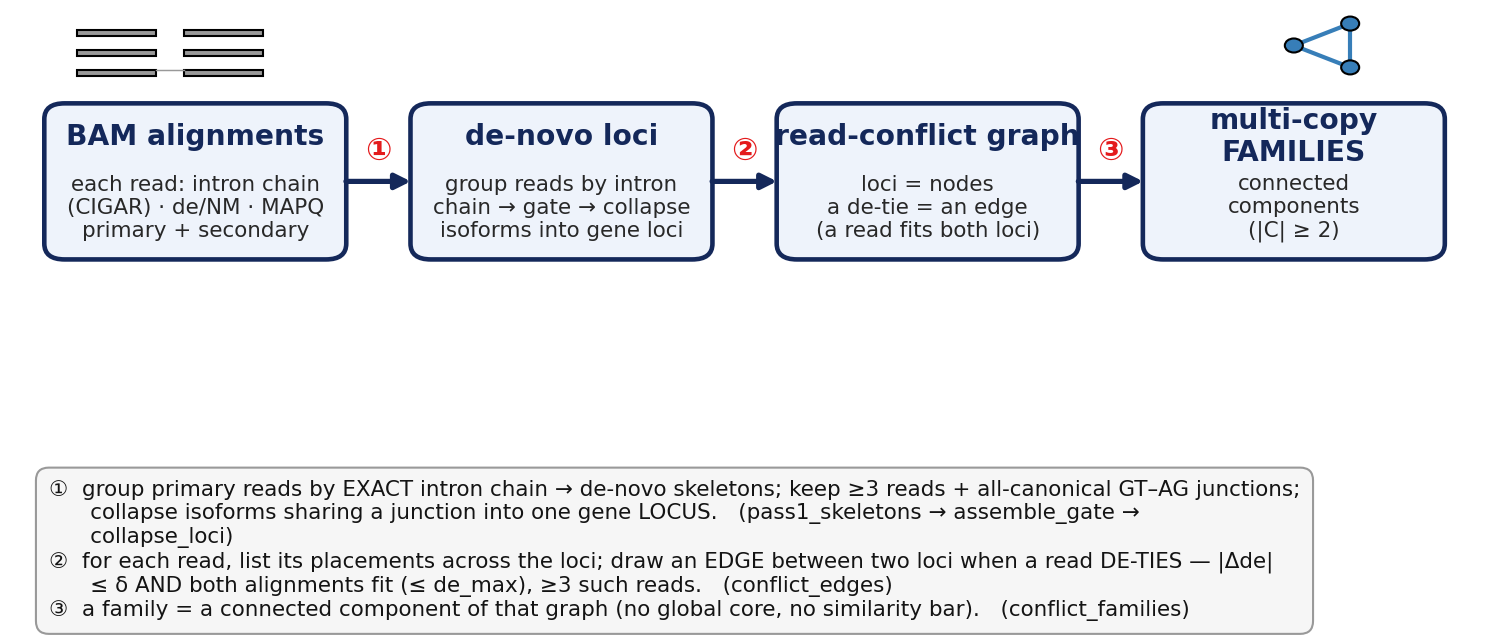 BAM alignments
each read: intron chain
(CIGAR) · de/NM · MAPQ
primary + secondary
①
de-novo loci
group reads by intron
chain → gate → collapse
isoforms into gene loci
②
read-conflict graph
loci = nodes
a de-tie = an edge
(a read fits both loci)
③
multi-copy
FAMILIES
connected
components
(|C| ≥ 2)
① group primary reads by EXACT intron chain → de-novo skeletons; keep ≥3 reads + all-canonical GT–AG junctions;
collapse isoforms sharing a junction into one gene LOCUS. (pass1_skeletons → assemble_gate →
collapse_loci)
② for each read, list its placements across the loci; draw an EDGE between two loci when a read DE-TIES — |Δde|
≤ δ AND both alignments fit (≤ de_max), ≥3 such reads. (conflict_edges)
③ a family = a connected component of that graph (no global core, no similarity bar). (conflict_families)